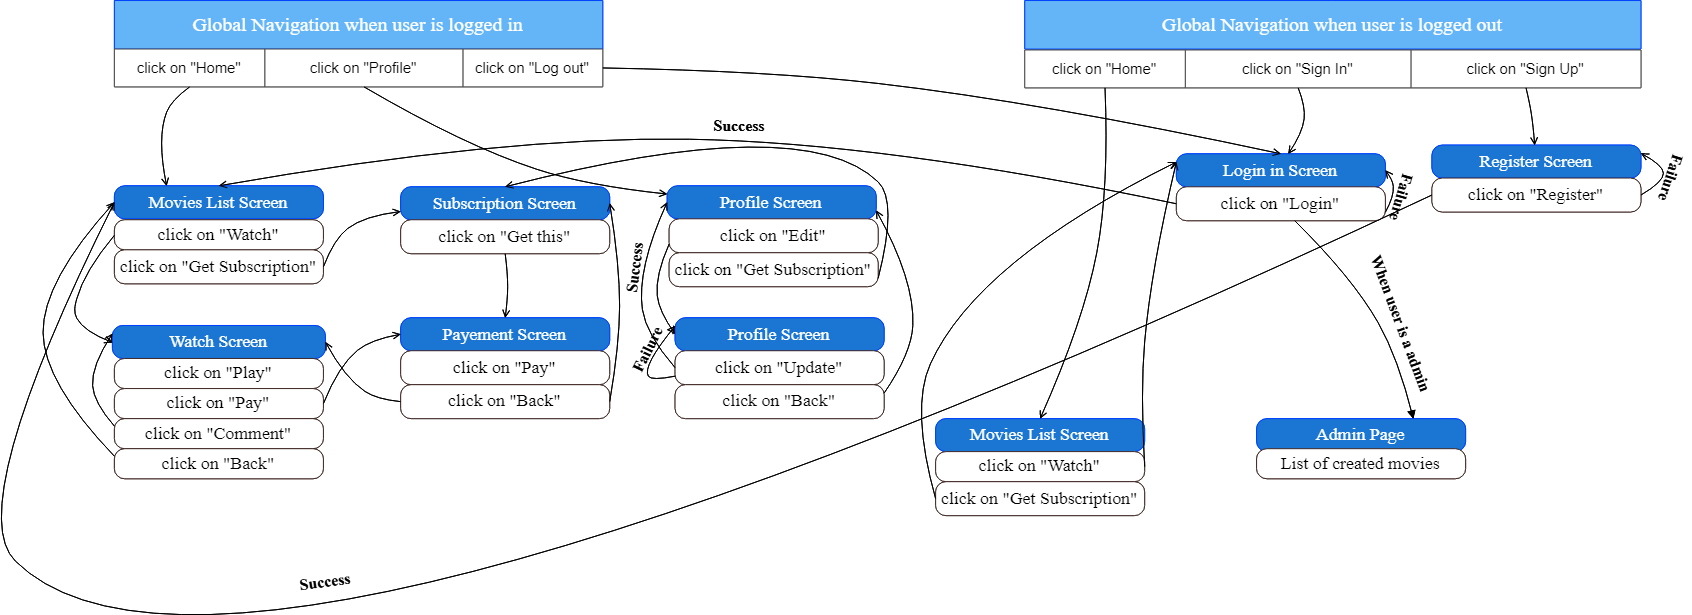 Global Navigation when user is logged in
click on "Home"
click on "Profile"
click on "Log out"
Global Navigation when user is logged out
click on "Home"
click on "Sign In"
click on "Sign Up"
Success
Movies List Screen
click on "Watch"
click on "Get Subscription"
Subscription Screen
click on "Get this"
Profile Screen
click on "Edit"
click on "Get Subscription"
Login in Screen
click on "Login"
Failure
Register Screen
click on "Register"
Failure
Success
Failure
When user is a admin
Watch Screen
click on "Play"
click on "Pay"
click on "Comment"
click on "Back"
Payement Screen
click on "Pay"
click on "Back"
Profile Screen
click on "Update"
click on "Back"
Movies List Screen
click on "Watch"
click on "Get Subscription"
Admin Page
List of created movies
Success